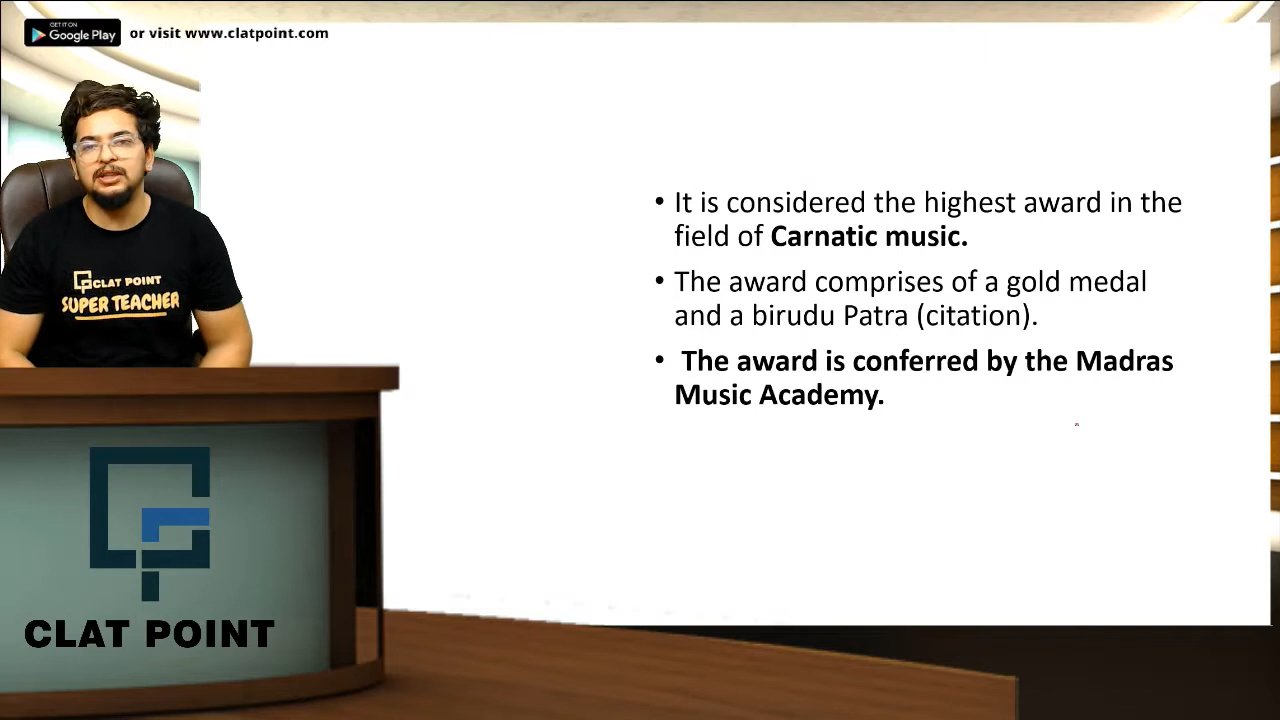 GET IT ON
Google Play
or visit www.clatpoint.com
CLAT POINT
SUPER TEACHER
• It is considered the highest award in the
field of Carnatic music.
• The award comprises of a gold medal
and a birudu Patra (citation).
• The award is conferred by the Madras
Music Academy.
CLAT POINT